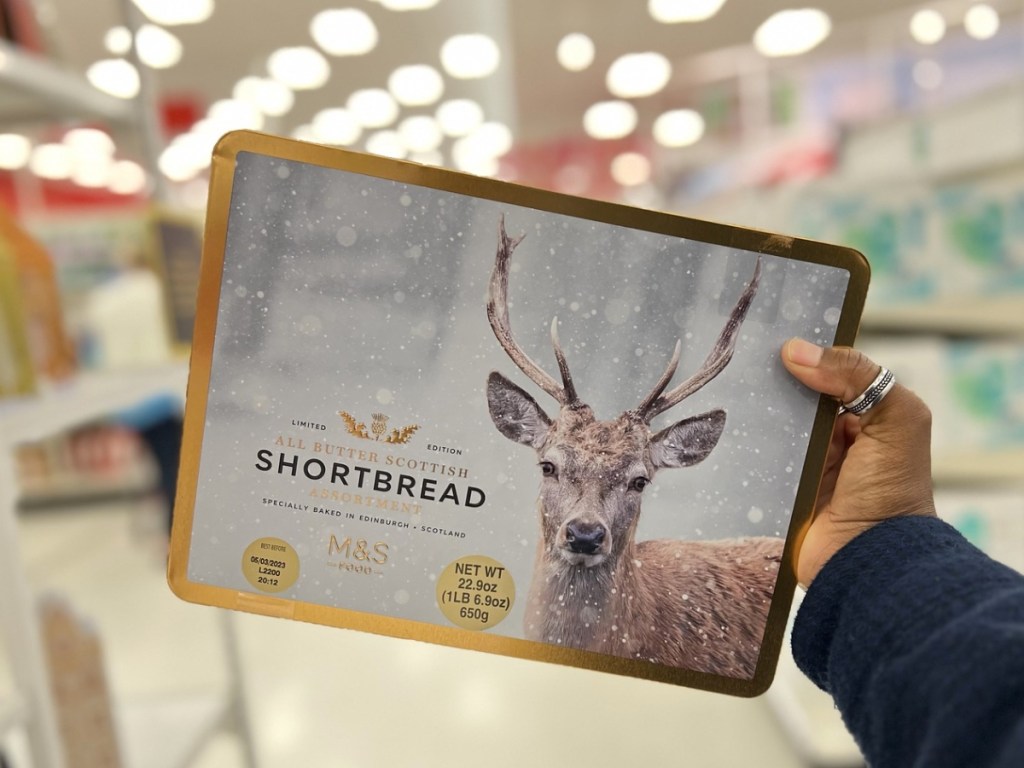 LIMITED EDITION
ALL BUTTER SCOTTISH
SHORTBREAD
ASSORTMENT
SPECIALLY BAKED IN EDINBURGH • SCOTLAND
M&S
FOOD
BEST BEFORE
05/03/2023
L2200
20:12
NET WT
22.9oz
(1LB 6.9oz)
650g